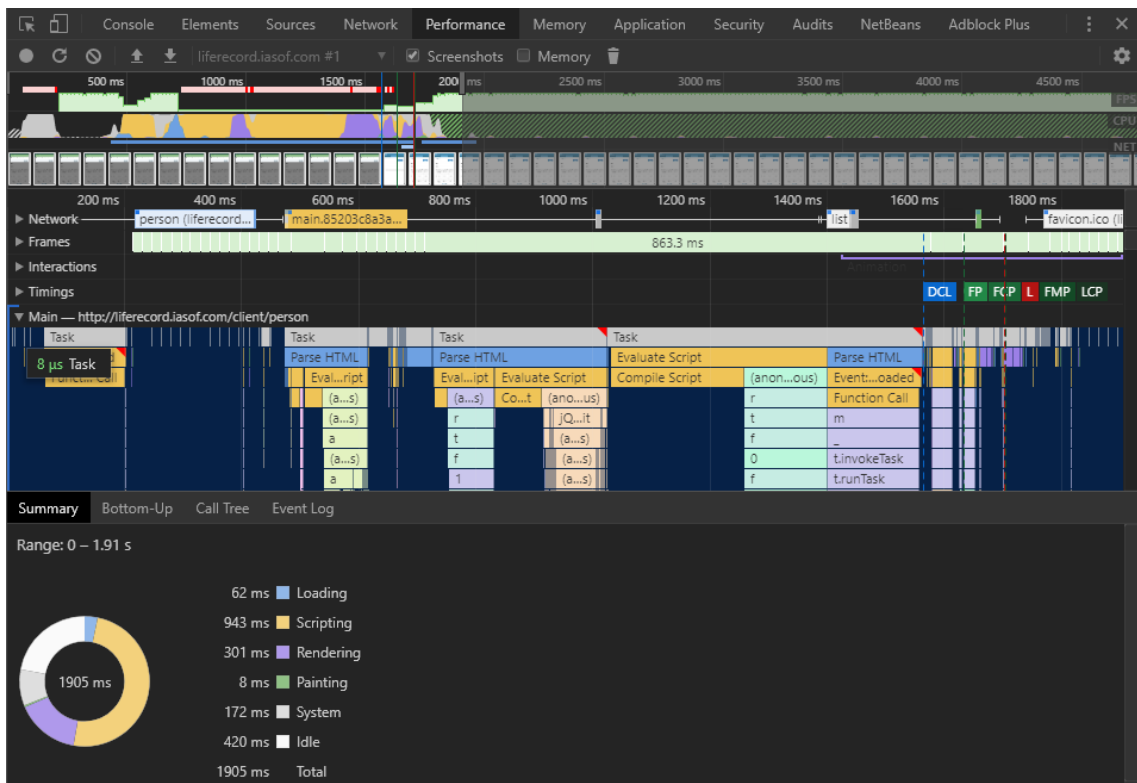 Console Elements Sources Network Performance Memory Application Security Audits NetBeans Adblock Plus
liferecord.iasof.com #1 Screenshots Memory
500 ms 1000 ms 1500 ms 200 ms 2500 ms 3000 ms 3500 ms 4000 ms 4500 ms
FPS
CPU
NET
200 ms 400 ms 600 ms 800 ms 1000 ms 1200 ms 1400 ms 1600 ms 1800 ms
Network person (liferecord... main.85203c8a3a... list favicon.ico (li
Frames 863.3 ms
Interactions Animation
Timings DCL FP FCP L FMP LCP
Main — http://liferecord.iasof.com/client/person
Task Task Task Task
8 μs Task Parse HTML Parse HTML Evaluate Script Parse HTML
Funct... Call Eval...ript Eval...ipt Evaluate Script Compile Script (anon...ous) Event:...oaded
(a...s) (a...s) Co...t (ano...us) r Function Call
(a...s) r jQ...it t m
a t (a...s) f _
(a...s) f (a...s) 0 t.invokeTask
a 1 (a...s) f t.runTask
Summary Bottom-Up Call Tree Event Log
Range: 0 – 1.91 s
62 ms Loading
943 ms Scripting
301 ms Rendering
1905 ms
8 ms Painting
172 ms System
420 ms Idle
1905 ms Total